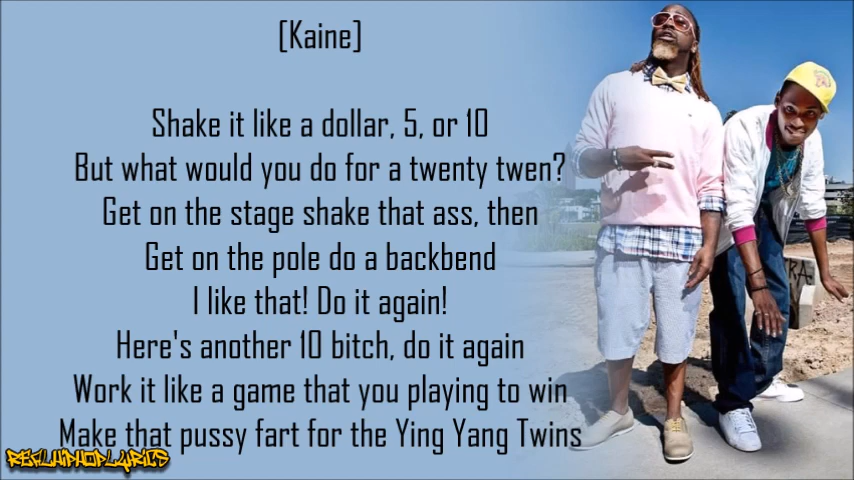 [Kaine]
Shake it like a dollar, 5, or 10
But what would you do for a twenty twen?
Get on the stage shake that ass, then
Get on the pole do a backbend
I like that! Do it again!
Here's another 10 bitch, do it again
Work it like a game that you playing to win
Make that pussy fart for the Ying Yang Twins
REFLHIPHOPLYRICS